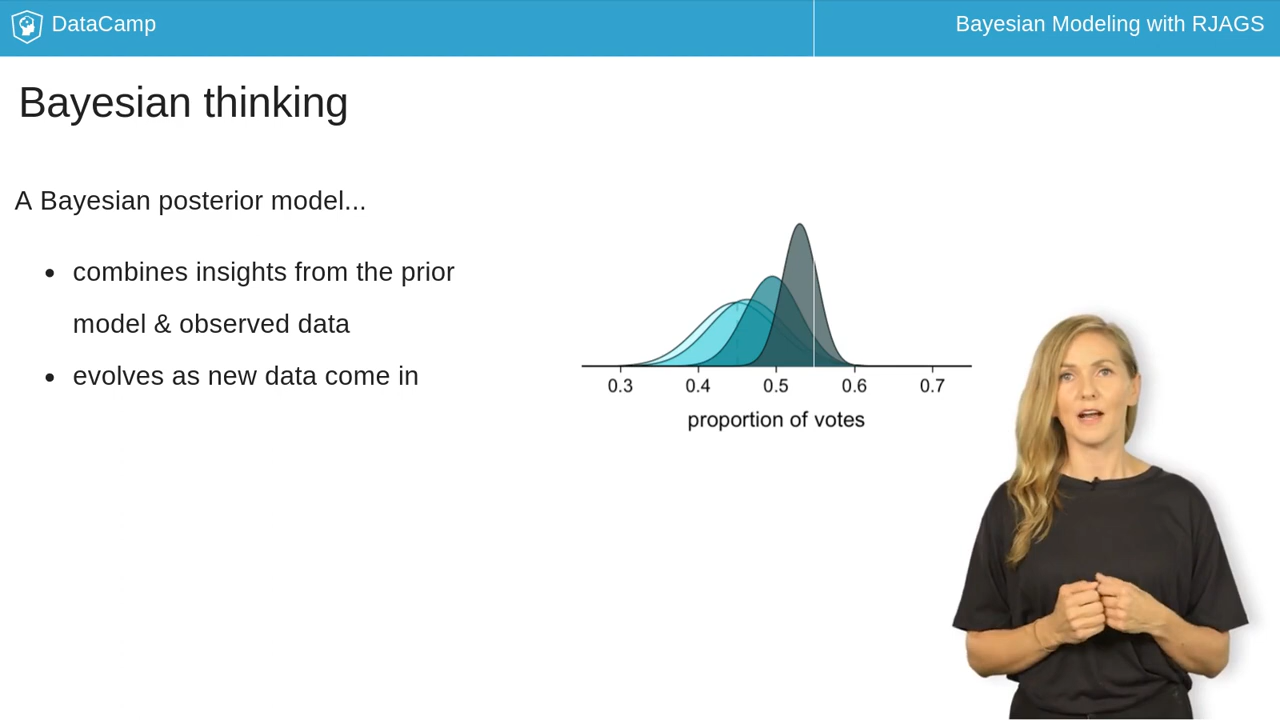 DataCamp
Bayesian Modeling with RJAGS
Bayesian thinking
A Bayesian posterior model...
combines insights from the prior
model & observed data
evolves as new data come in
0.3 0.4 0.5 0.6 0.7
proportion of votes